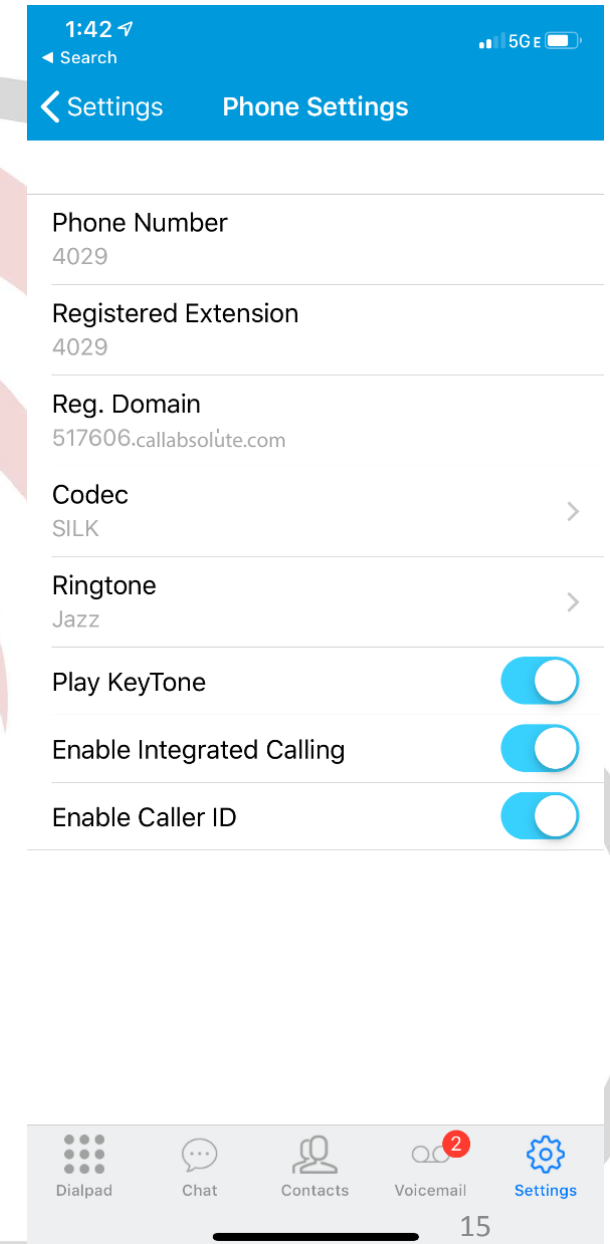 1:42
5G E
Search
Settings
Phone Settings
Phone Number
4029
Registered Extension
4029
Reg. Domain
517606.callabsolute.com
Codec
SILK
Ringtone
Jazz
Play KeyTone
Enable Integrated Calling
Enable Caller ID
2
Dialpad
Chat
Contacts
Voicemail
Settings
15